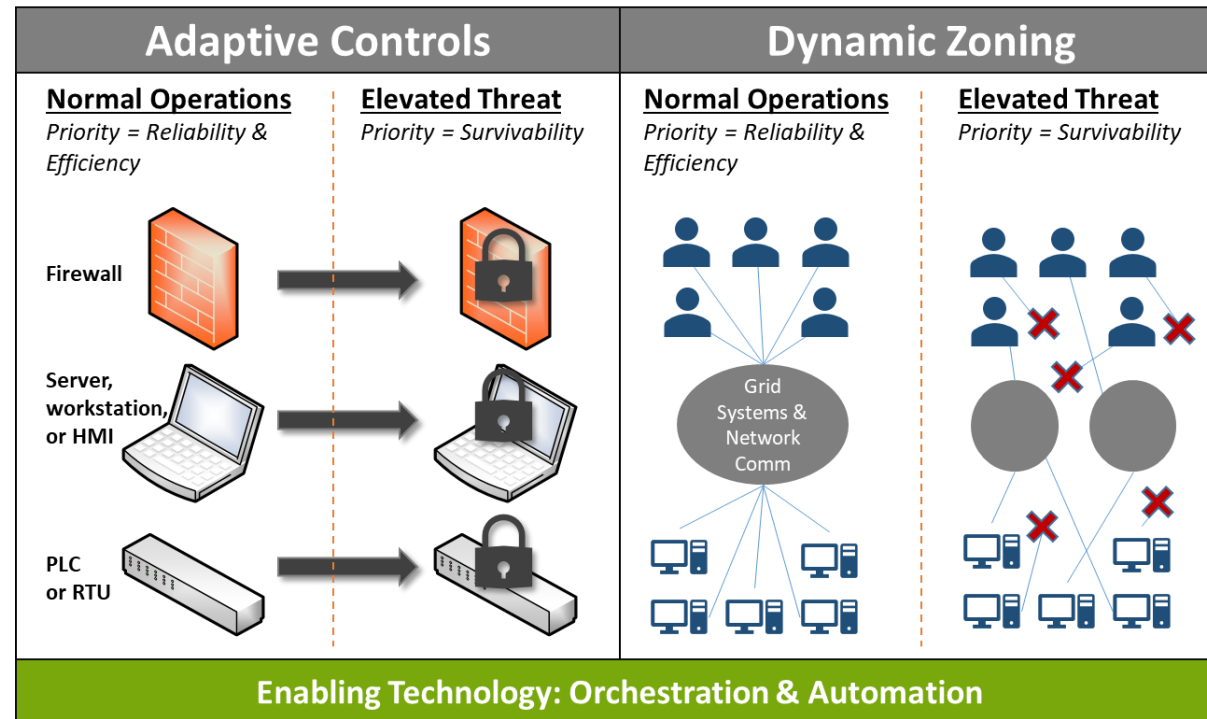 Adaptive Controls
Normal Operations
Priority = Reliability &
Efficiency
Elevated Threat
Priority = Survivability
Firewall
Server,
workstation,
or HMI
PLC
or RTU
Dynamic Zoning
Normal Operations
Priority = Reliability &
Efficiency
Elevated Threat
Priority = Survivability
Grid
Systems &
Network
Comm
Enabling Technology: Orchestration & Automation